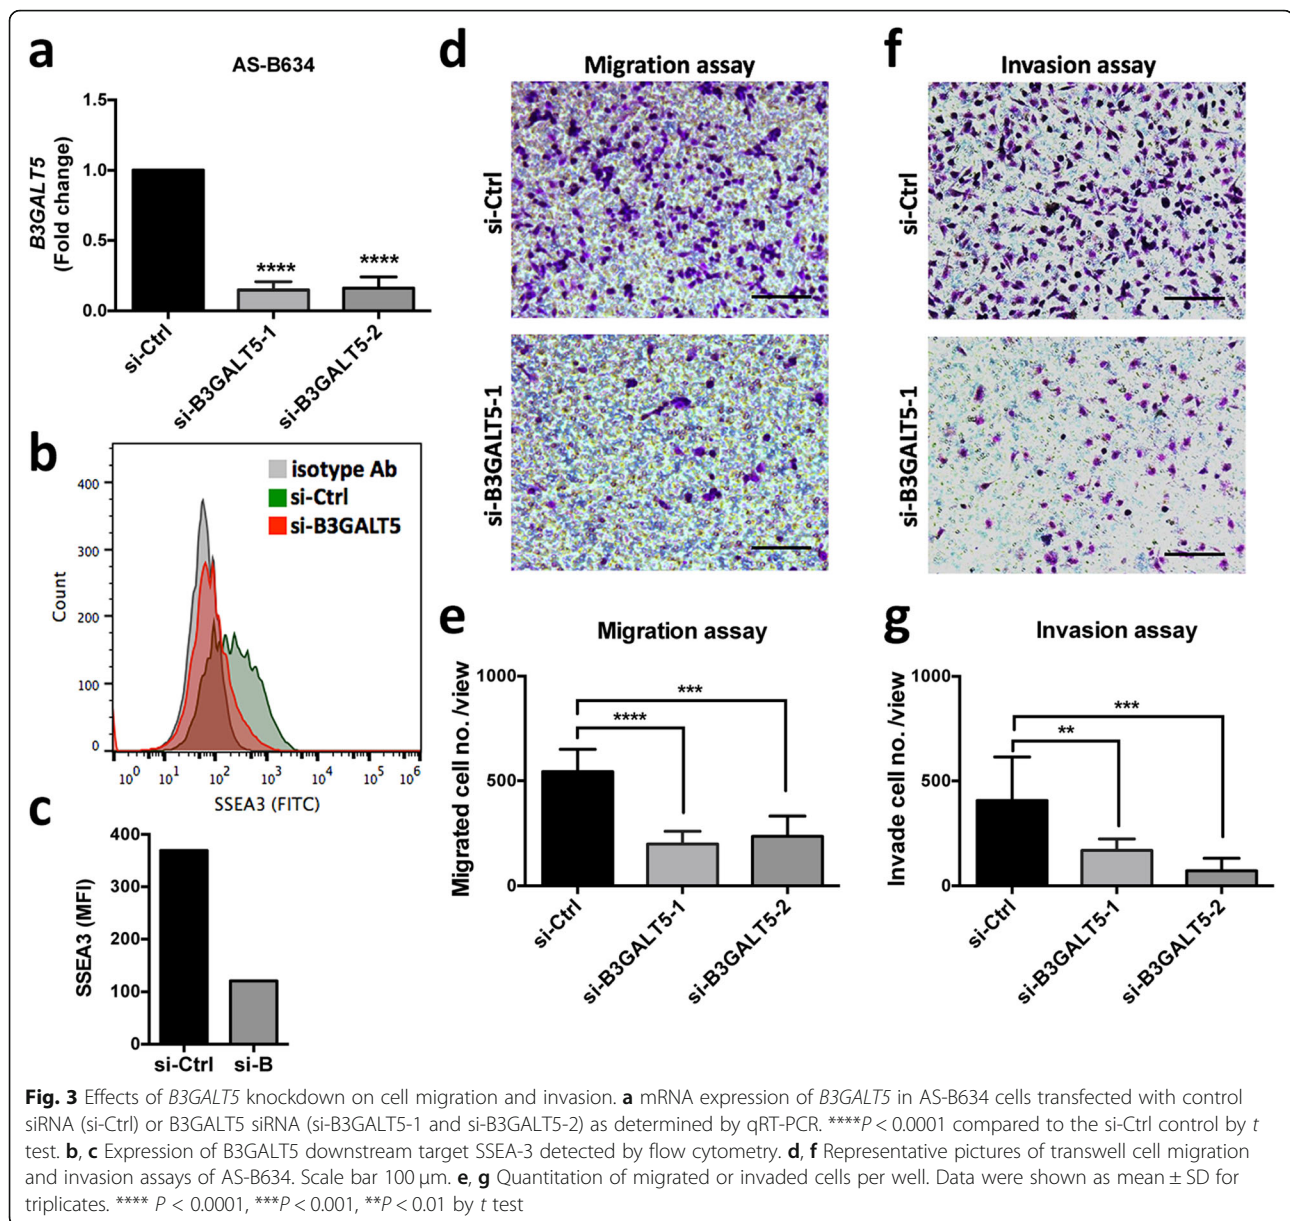 a
AS-B634
1.5
1.0
0.5
0.0
B3GALT5
(Fold change)
****
****
si-Ctrl
si-B3GALT5-1
si-B3GALT5-2
b
isotype Ab
si-Ctrl
si-B3GALT5
400
300
200
100
0
Count
10⁰ 10¹ 10² 10³ 10⁴ 10⁵ 10⁶
SSEA3 (FITC)
c
400
300
200
100
0
SSEA3 (MFI)
si-Ctrl si-B
d
Migration assay
si-Ctrl
si-B3GALT5-1
e
Migration assay
1000
500
0
Migrated cell no. /view
***
****
si-Ctrl
si-B3GALT5-1
si-B3GALT5-2
f
Invasion assay
si-Ctrl
si-B3GALT5-1
g
Invasion assay
1000
500
0
Invade cell no. /view
***
**
si-Ctrl
si-B3GALT5-1
si-B3GALT5-2
Fig. 3 Effects of B3GALT5 knockdown on cell migration and invasion. a mRNA expression of B3GALT5 in AS-B634 cells transfected with control
siRNA (si-Ctrl) or B3GALT5 siRNA (si-B3GALT5-1 and si-B3GALT5-2) as determined by qRT-PCR. ****P < 0.0001 compared to the si-Ctrl control by t
test. b, c Expression of B3GALT5 downstream target SSEA-3 detected by flow cytometry. d, f Representative pictures of transwell cell migration
and invasion assays of AS-B634. Scale bar 100 μm. e, g Quantitation of migrated or invaded cells per well. Data were shown as mean ± SD for
triplicates. **** P < 0.0001, ***P < 0.001, **P < 0.01 by t test